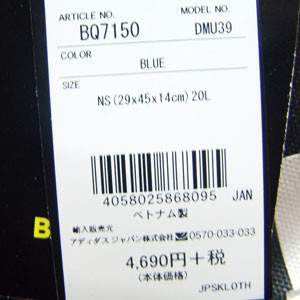 ARTICLE NO. MODEL NO.
BQ7150 DMU39
COLOR
BLUE
SIZE
NS(29x45x14cm)20L
4058025868095 JAN
ベトナム製
輸入販売元
アディダス ジャパン株式会社 0570-033-033
4,690円+税
(本体価格)
JPSKLOTH
B